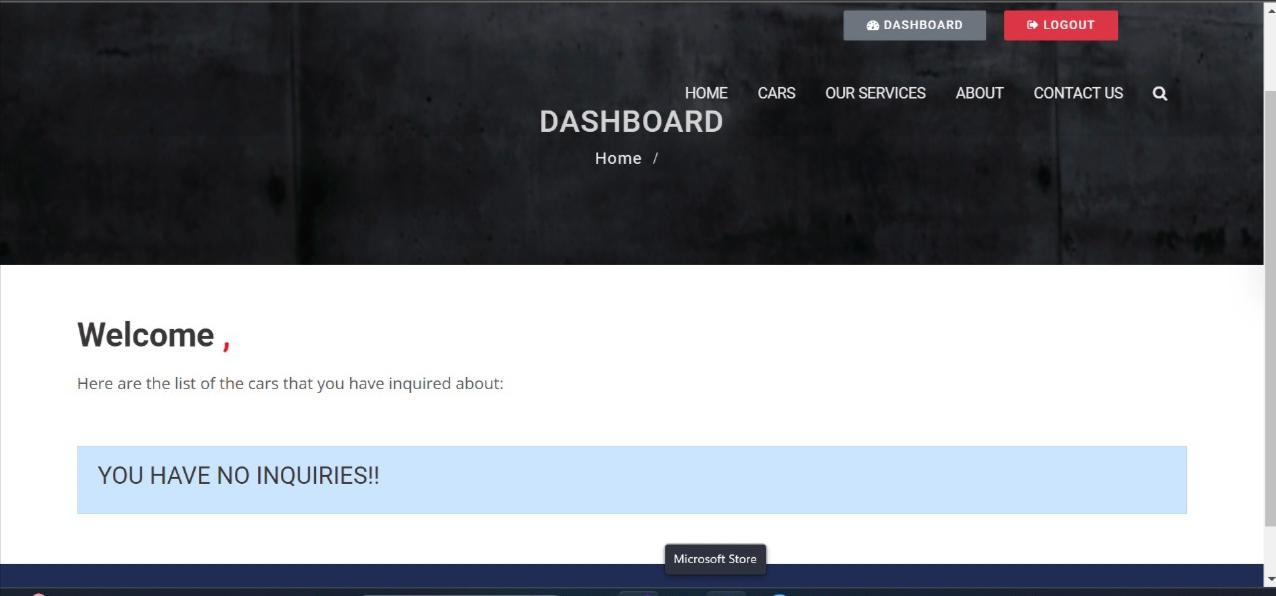 DASHBOARD LOGOUT
HOME CARS OUR SERVICES ABOUT CONTACT US
DASHBOARD
Home /
Welcome ,
Here are the list of the cars that you have inquired about:
YOU HAVE NO INQUIRIES!!
Microsoft Store